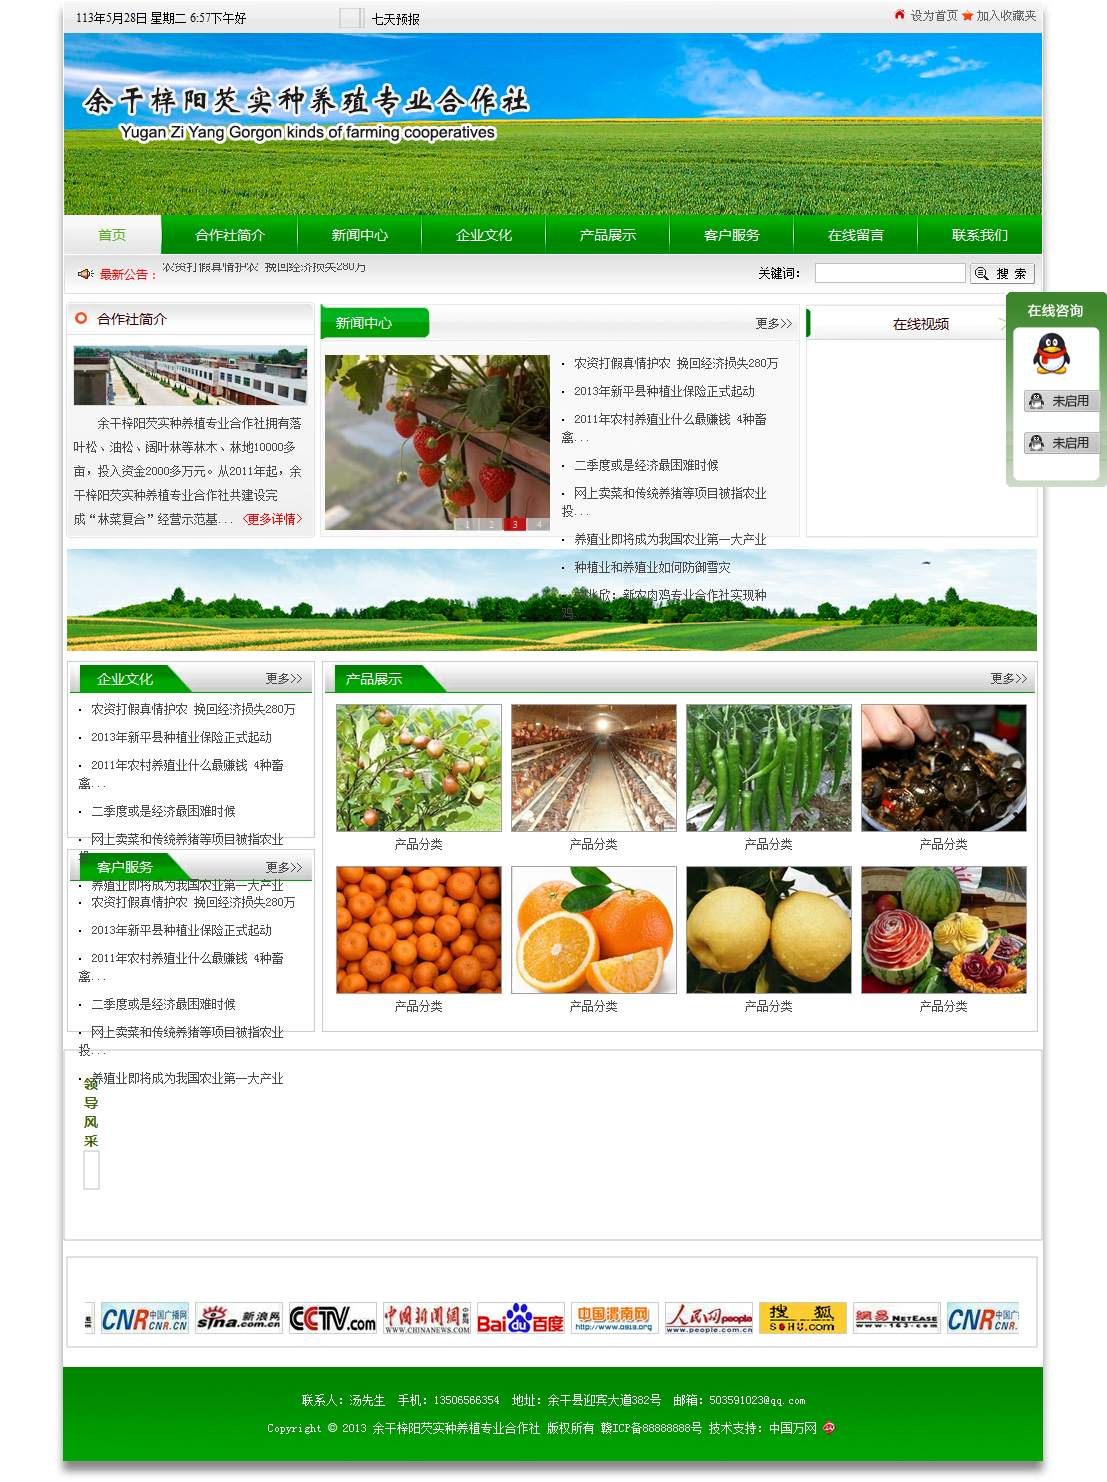 113年5月28日 星期二 6:57下午好
七天预报
设为首页 加入收藏夹
余干梓阳芡实种养殖专业合作社
Yugan Zi Yang Gorgon kinds of farming cooperatives
首页 合作社简介 新闻中心 企业文化 产品展示 客户服务 在线留言 联系我们
最新公告： 农资打假真情护农 挽回经济损失280万
关键词： 搜 索
合作社简介
余干梓阳芡实种养植专业合作社拥有落
叶松、油松、阔叶林等林木、林地10000多
亩，投入资金2000多万元。从2011年起，余
干梓阳芡实种养植专业合作社共建设完
成“林菜复合”经营示范基... <更多详情>
新闻中心 更多>>
1 2 3 4
农资打假真情护农 挽回经济损失280万
2013年新平县种植业保险正式起动
2011年农村养殖业什么最赚钱 4种畜
禽...
二季度或是经济最困难时候
网上卖菜和传统养猪等项目被指农业
投...
养殖业即将成为我国农业第一大产业
种植业和养殖业如何防御雪灾
欣：新农肉鸡专业合作社实现种
鸡
在线视频
在线咨询
未启用
未启用
企业文化 更多>>
农资打假真情护农 挽回经济损失280万
2013年新平县种植业保险正式起动
2011年农村养殖业什么最赚钱 4种畜
禽...
二季度或是经济最困难时候
网上卖菜和传统养猪等项目被指农业
养殖业即将成为我国农业第一大产业
客户服务 更多>>
农资打假真情护农 挽回经济损失280万
2013年新平县种植业保险正式起动
2011年农村养殖业什么最赚钱 4种畜
禽...
二季度或是经济最困难时候
网上卖菜和传统养猪等项目被指农业
投...
养殖业即将成为我国农业第一大产业
产品展示 更多>>
产品分类 产品分类 产品分类 产品分类
产品分类 产品分类 产品分类 产品分类
领
导
风
采
CNR 中国广播网 CNR.CN
sina 新浪网 .com.cn
CCTV.com
中国新闻网 WWW.CHINANEWS.COM
Bai du 百度
中国渭南网 http://www.0913.org
人民网 people www.people.com.cn
搜狐 SOHU.com
网易 NETEASE www.163.com
CNR 中国广 CNR.
联系人：汤先生 手机：13506566354 地址：余干县迎宾大道382号 邮箱：503591023@qq.com
Copyright © 2013 余干梓阳芡实种养植专业合作社 版权所有 赣ICP备88888888号 技术支持：中国万网